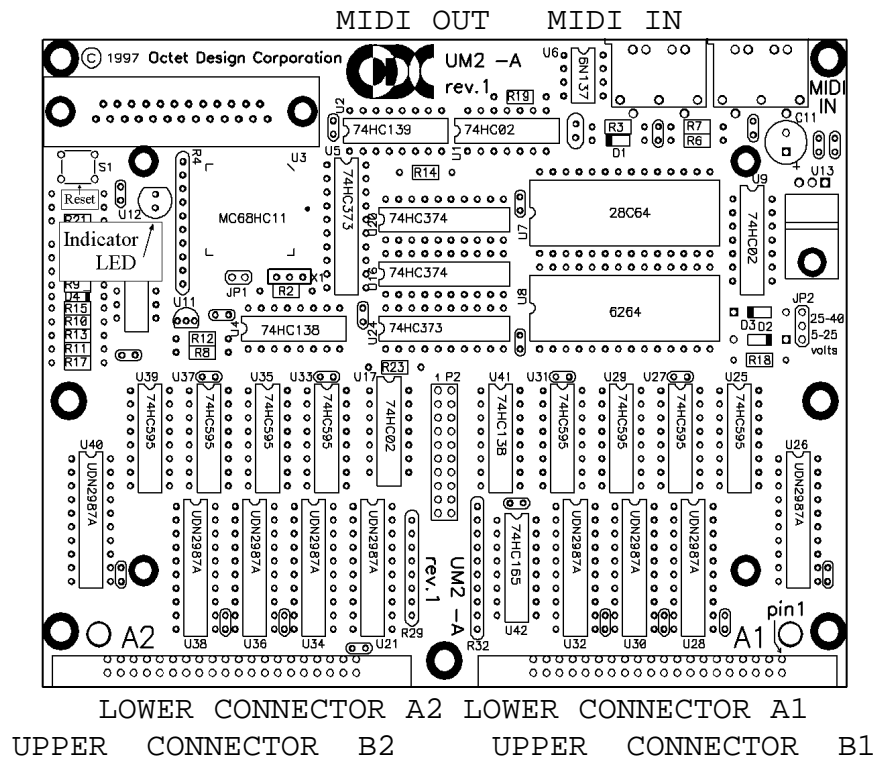 MIDI OUT MIDI IN
© 1997 Octet Design Corporation
ODC
UM2 -A
rev.1
U6
6N137
MIDI
IN
R19
C11
+
U2
74HC139
74HC02
U1
R3
D1
R7
R6
S1
Reset
R21
U12
Indicator
LED
R4
U3
MC68HC11
U5
74HC373
R14
74HC374
U20
74HC374
U16
74HC373
U24
28C64
U7
6264
U8
U9
74HC02
U13
JP1
X1
R2
R9
D4
R15
R10
R13
R11
R17
U11
R12
R8
U4
74HC138
D3
D2
R18
JP2
25-40
5-25
volts
R23
U39
74HC595
U37
74HC595
U35
74HC595
U33
74HC595
U17
74HC02
1 P2
U41
74HC138
U31
74HC595
U29
74HC595
U27
74HC595
U25
74HC595
U40
UDN2987A
U26
UDN2987A
UDN2987A
U38
UDN2987A
U36
UDN2987A
U34
UDN2987A
U21
R29
UM2 -A
rev.1
R32
74HC165
U42
UDN2987A
U32
UDN2987A
U30
UDN2987A
U28
pin1
A2
A1
LOWER CONNECTOR A2 LOWER CONNECTOR A1
UPPER CONNECTOR B2 UPPER CONNECTOR B1